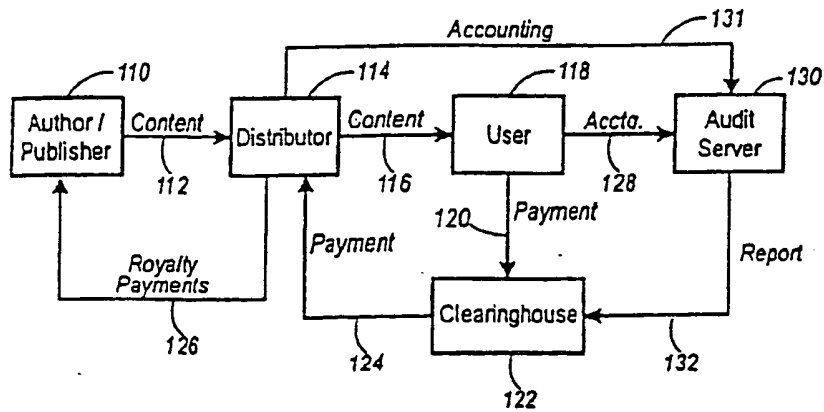 Accounting
131
110
114
118
130
Author /
Publisher
Content
112
Distributor
Content
116
User
Accta.
128
Audit
Server
120
Payment
Payment
Report
Royalty
Payments
126
Clearinghouse
124
132
122